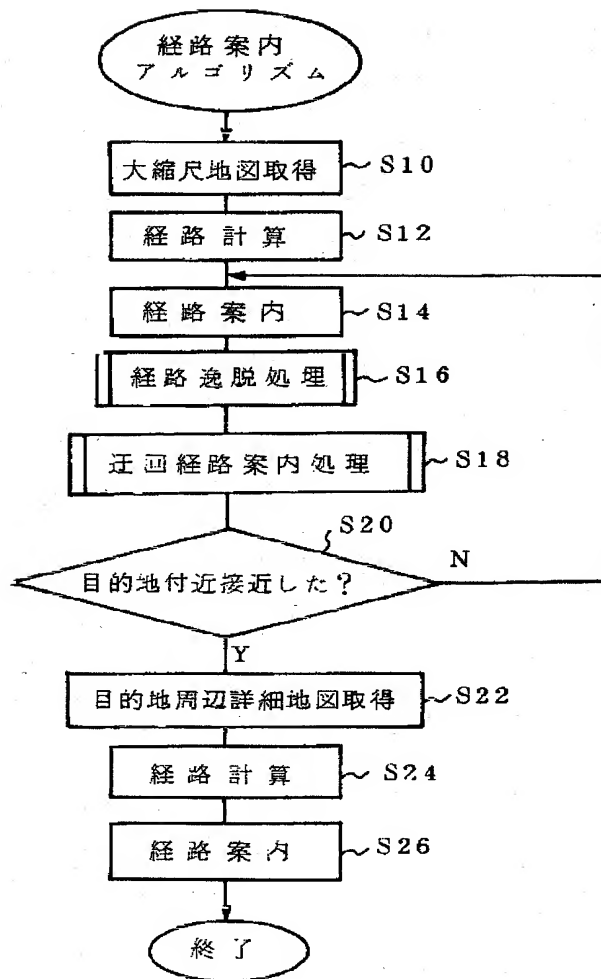 経路案内
アルゴリズム
大縮尺地図取得
S10
経路計算
S12
経路案内
S14
経路逸脱処理
S16
迂回経路案内処理
S18
S20
目的地付近接近した？
N
Y
目的地周辺詳細地図取得
S22
経路計算
S24
経路案内
S26
終了